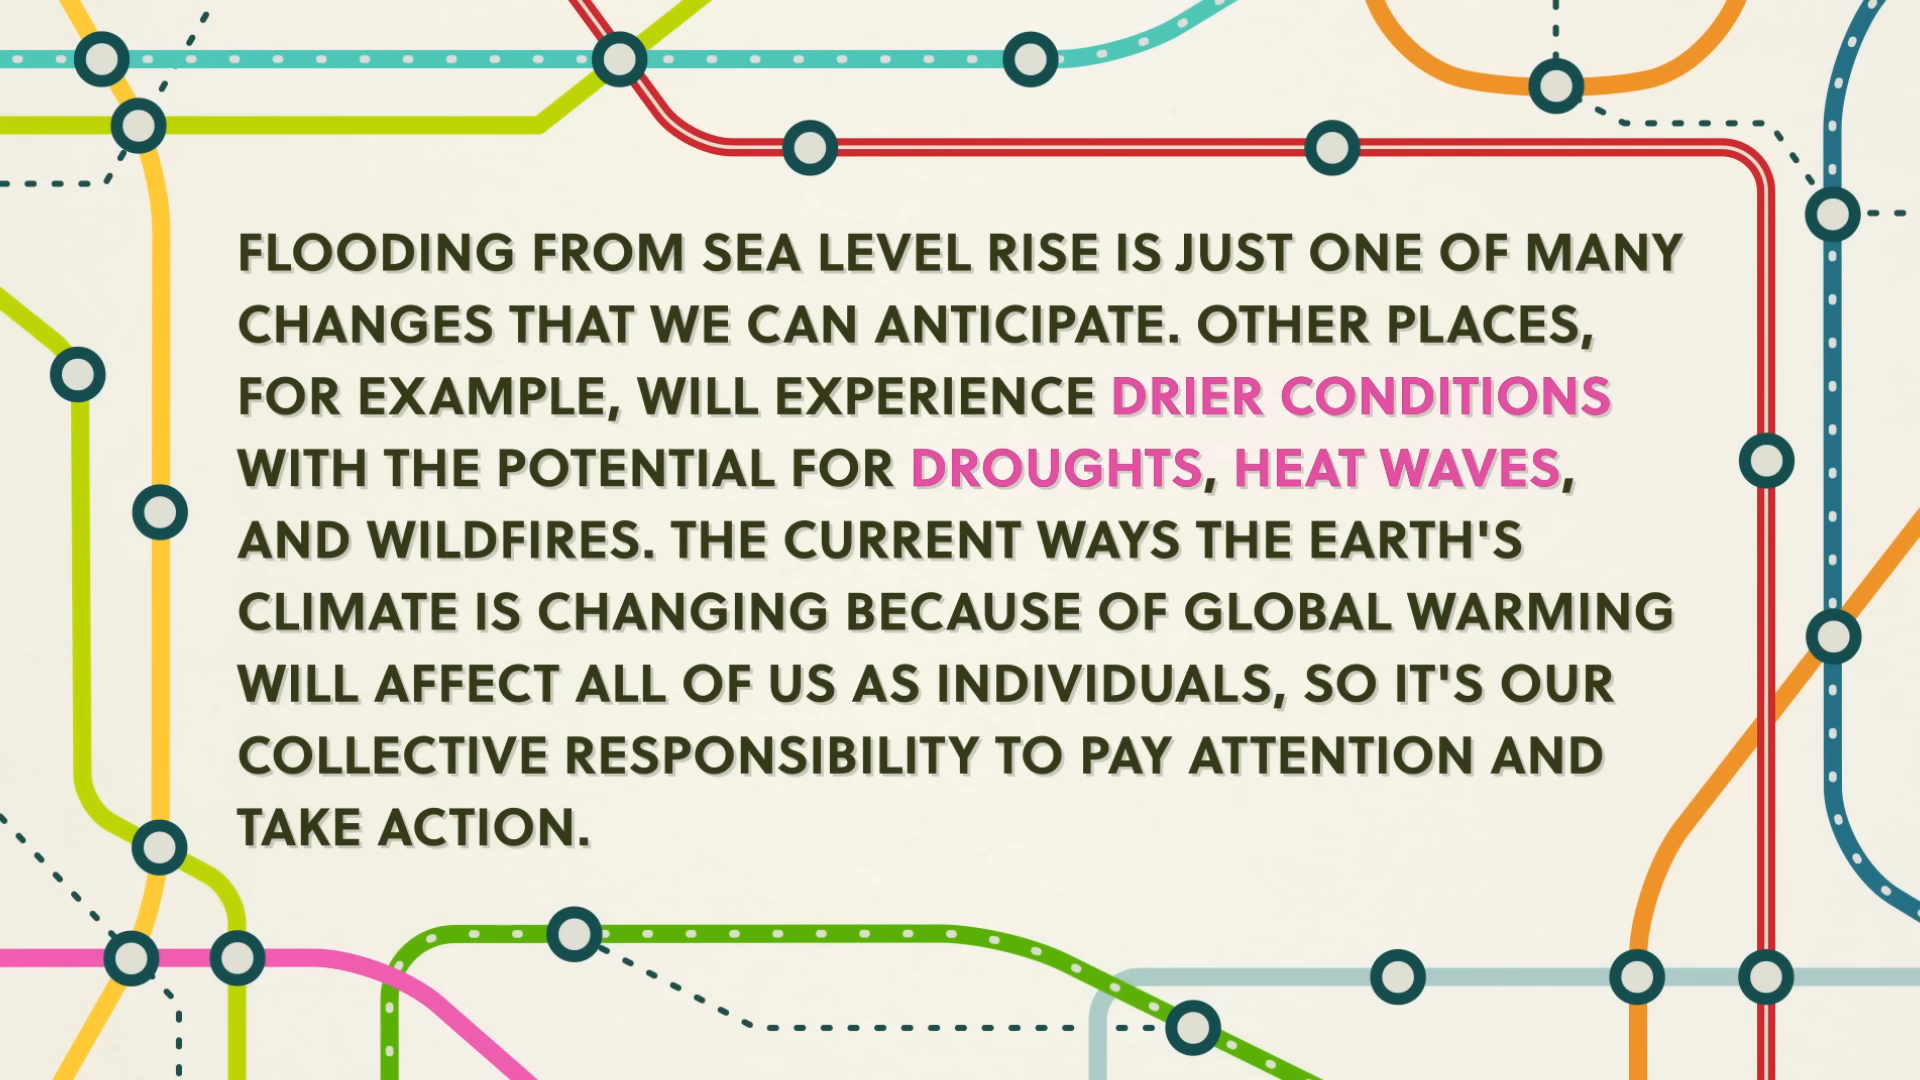 FLOODING FROM SEA LEVEL RISE IS JUST ONE OF MANY
CHANGES THAT WE CAN ANTICIPATE. OTHER PLACES,
FOR EXAMPLE, WILL EXPERIENCE DRIER CONDITIONS
WITH THE POTENTIAL FOR DROUGHTS, HEAT WAVES,
AND WILDFIRES. THE CURRENT WAYS THE EARTH'S
CLIMATE IS CHANGING BECAUSE OF GLOBAL WARMING
WILL AFFECT ALL OF US AS INDIVIDUALS, SO IT'S OUR
COLLECTIVE RESPONSIBILITY TO PAY ATTENTION AND
TAKE ACTION.